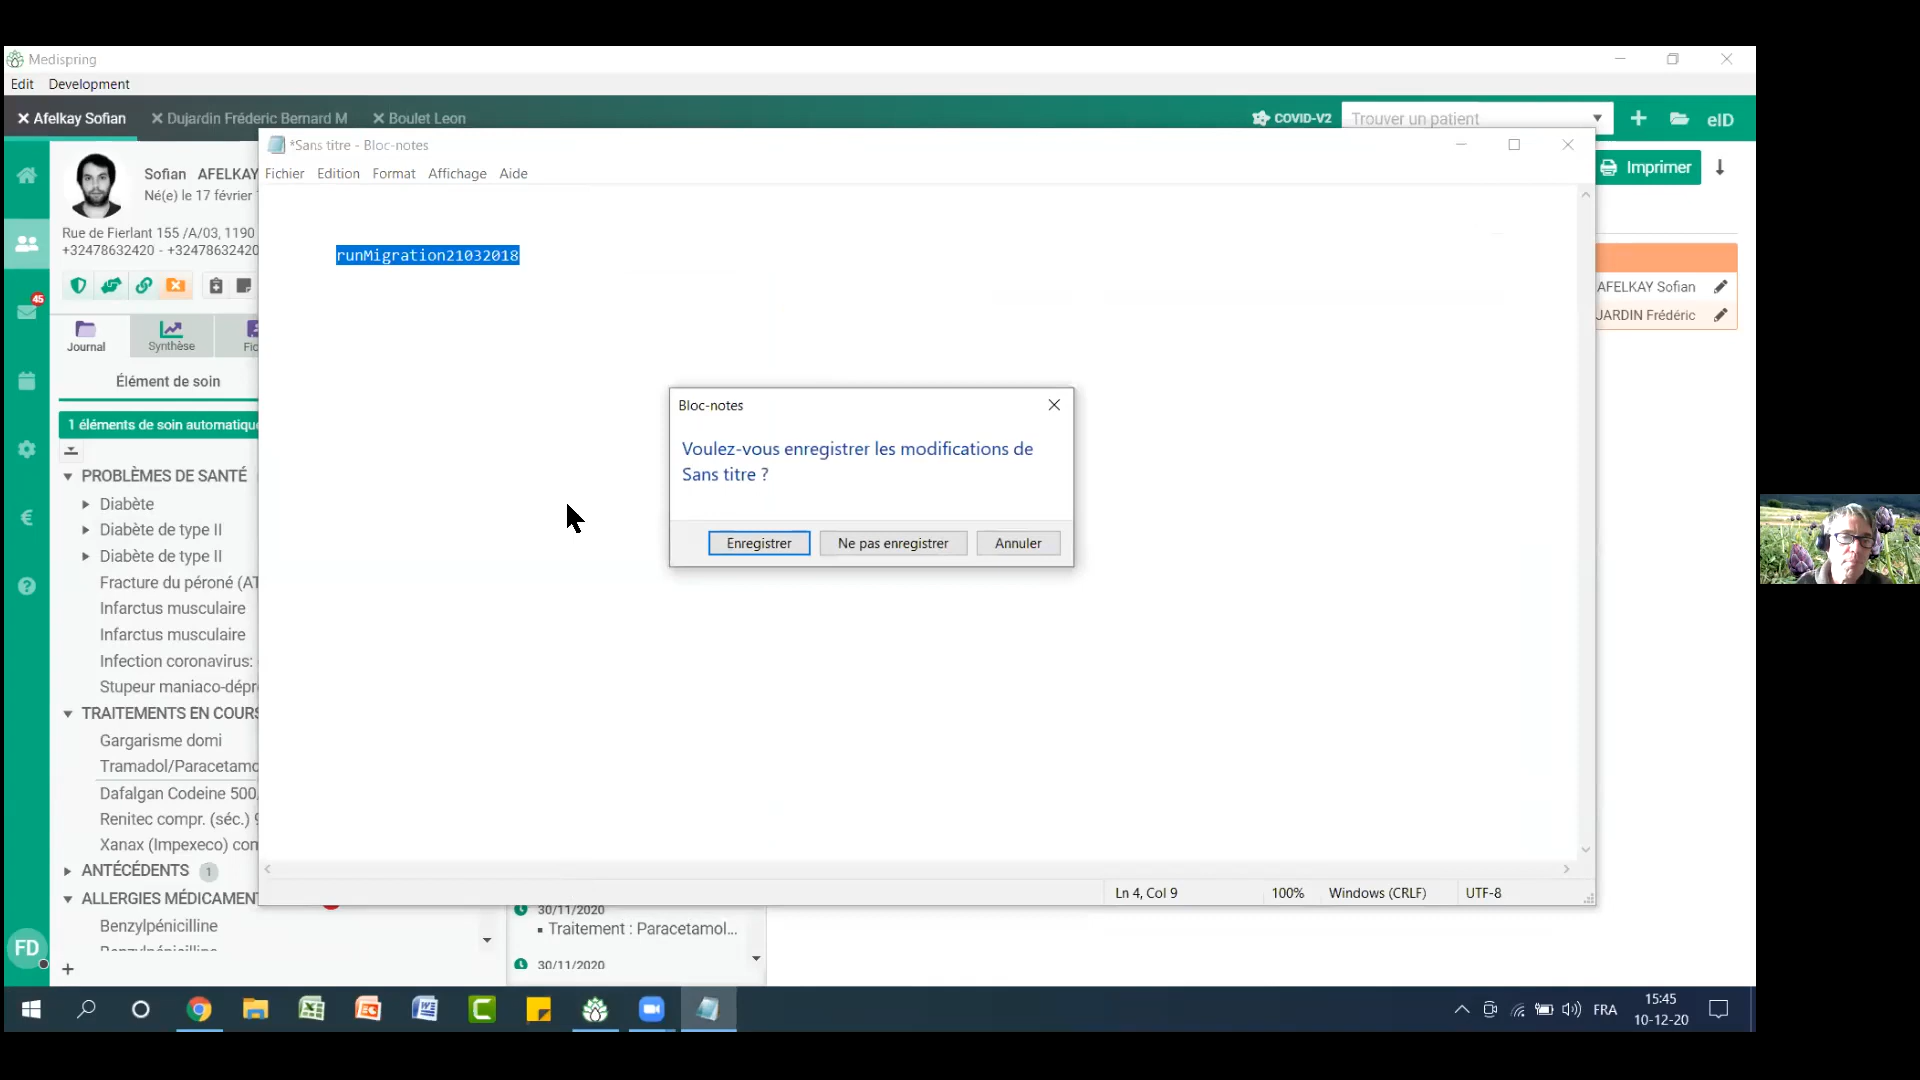 Medispring
Edit Development
Afelkay Sofian Dujardin Fréderic Bernard M Boulet Leon COVID-V2 Trouver un patient eID
*Sans titre - Bloc-notes
Fichier Edition Format Affichage Aide
Imprimer
Sofian AFELKAY
Né(e) le 17 février
Rue de Fierlant 155 /A/03, 1190
+32478632420 - +32478632420
runMigration21032018
AFELKAY Sofian
JARDIN Frédéric
45
Journal Synthèse
Élément de soin
1 éléments de soin automatique
PROBLÈMES DE SANTÉ
Diabète
Diabète de type II
Diabète de type II
Fracture du péroné
Infarctus musculaire
Infarctus musculaire
Infection coronavirus:
Stupeur maniaco-dépr
TRAITEMENTS EN COURS
Gargarisme domi
Tramadol/Paracetamo
Dafalgan Codeine 500
Renitec compr. (séc.)
Xanax (Impexeco) con
ANTÉCÉDENTS 1
ALLERGIES MÉDICAMEN
Benzylpénicilline
Bloc-notes
Voulez-vous enregistrer les modifications de
Sans titre ?
Enregistrer Ne pas enregistrer Annuler
Ln 4, Col 9 100% Windows (CRLF) UTF-8
30/11/2020
Traitement : Paracetamol...
30/11/2020
FD
FRA
15:45
10-12-20